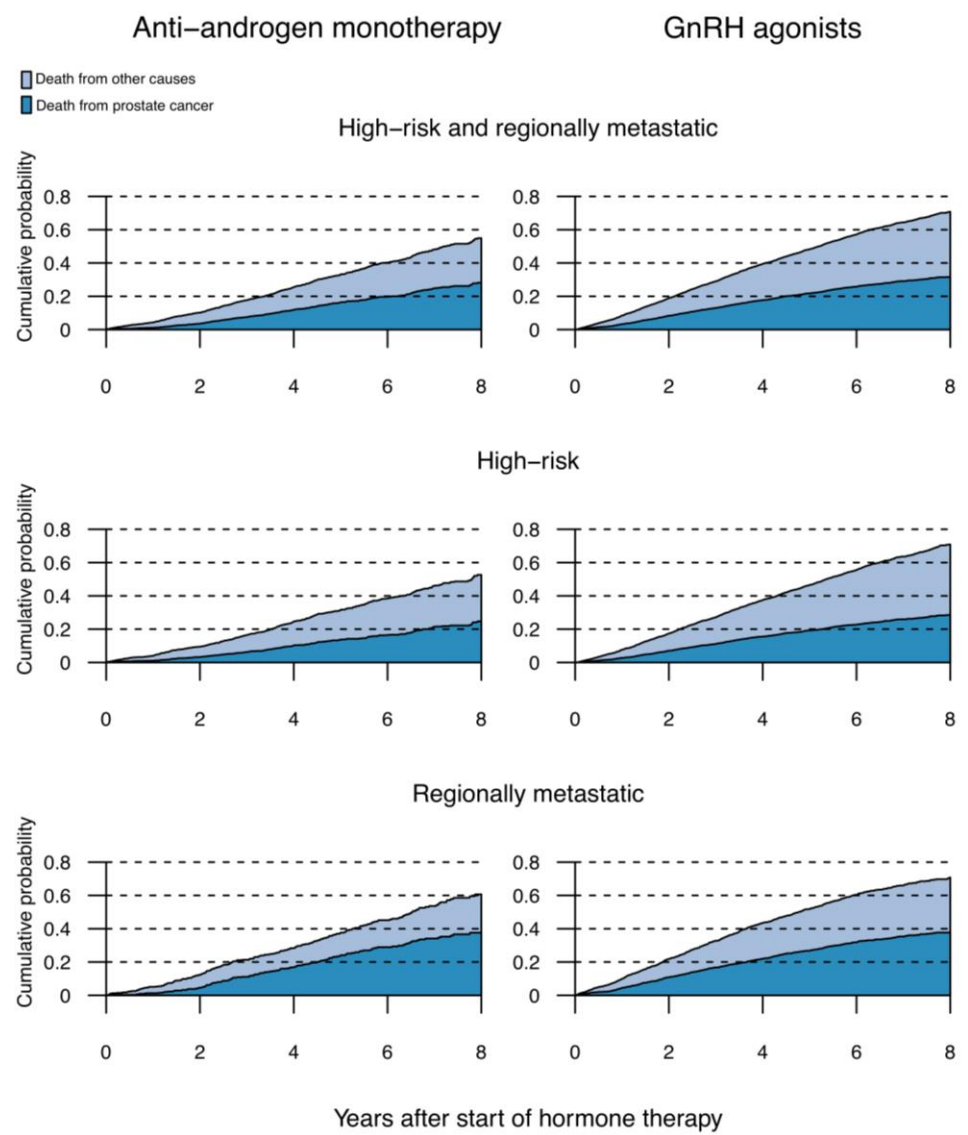 Anti−androgen monotherapy GnRH agonists
Death from other causes
Death from prostate cancer
High−risk and regionally metastatic
Cumulative probability
0.8 0.8
0.6 0.6
0.4 0.4
0.2 0.2
0 0
0 2 4 6 8 0 2 4 6 8
High−risk
Cumulative probability
0.8 0.8
0.6 0.6
0.4 0.4
0.2 0.2
0 0
0 2 4 6 8 0 2 4 6 8
Regionally metastatic
Cumulative probability
0.8 0.8
0.6 0.6
0.4 0.4
0.2 0.2
0 0
0 2 4 6 8 0 2 4 6 8
Years after start of hormone therapy